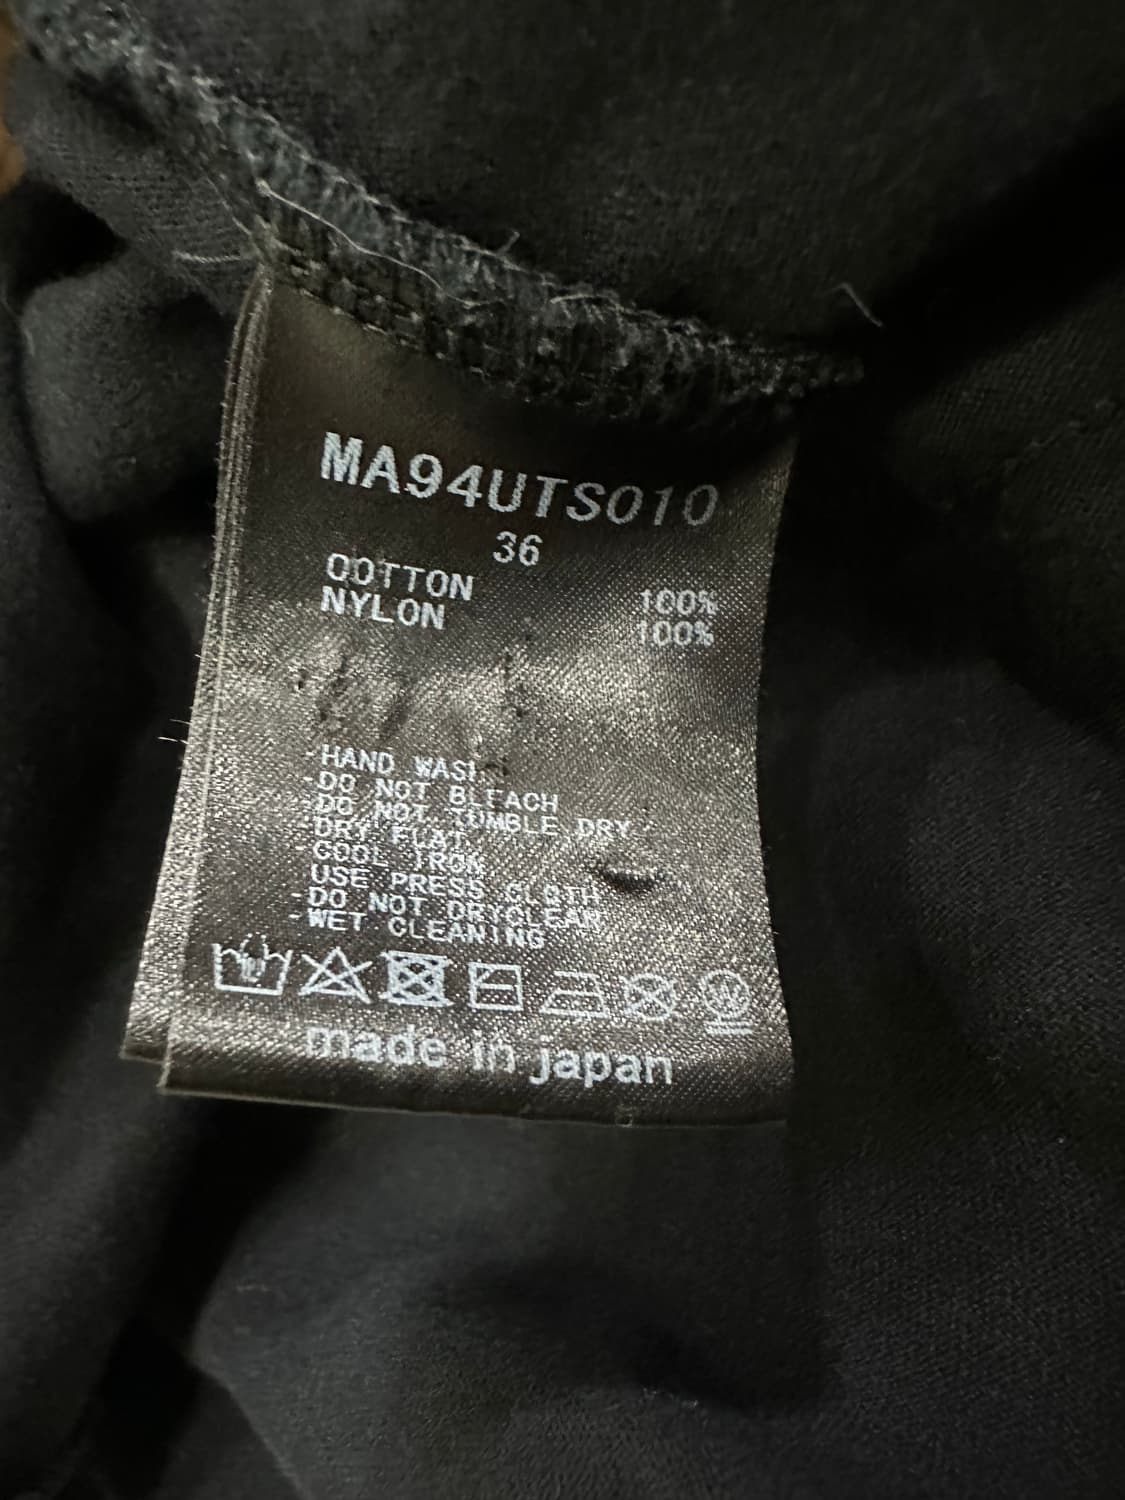 MA94UTS010
36
COTTON 100%
NYLON 100%
-HAND WASH
-DO NOT BLEACH
-DO NOT TUMBLE DRY
-DRY FLAT
-COOL IRON
USE PRESS CLOTH
-DO NOT DRYCLEAN
-WET CLEANING
W
made in japan